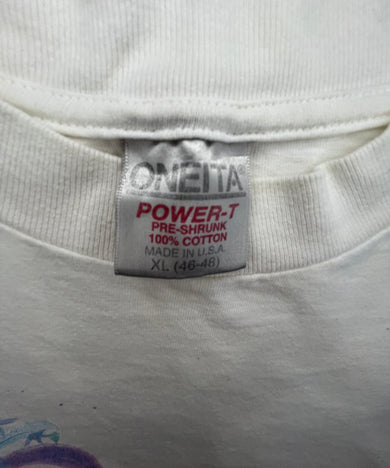 ONEITA
POWER-T
PRE-SHRUNK
100% COTTON
MADE IN U.S.A.
XL (46-48)